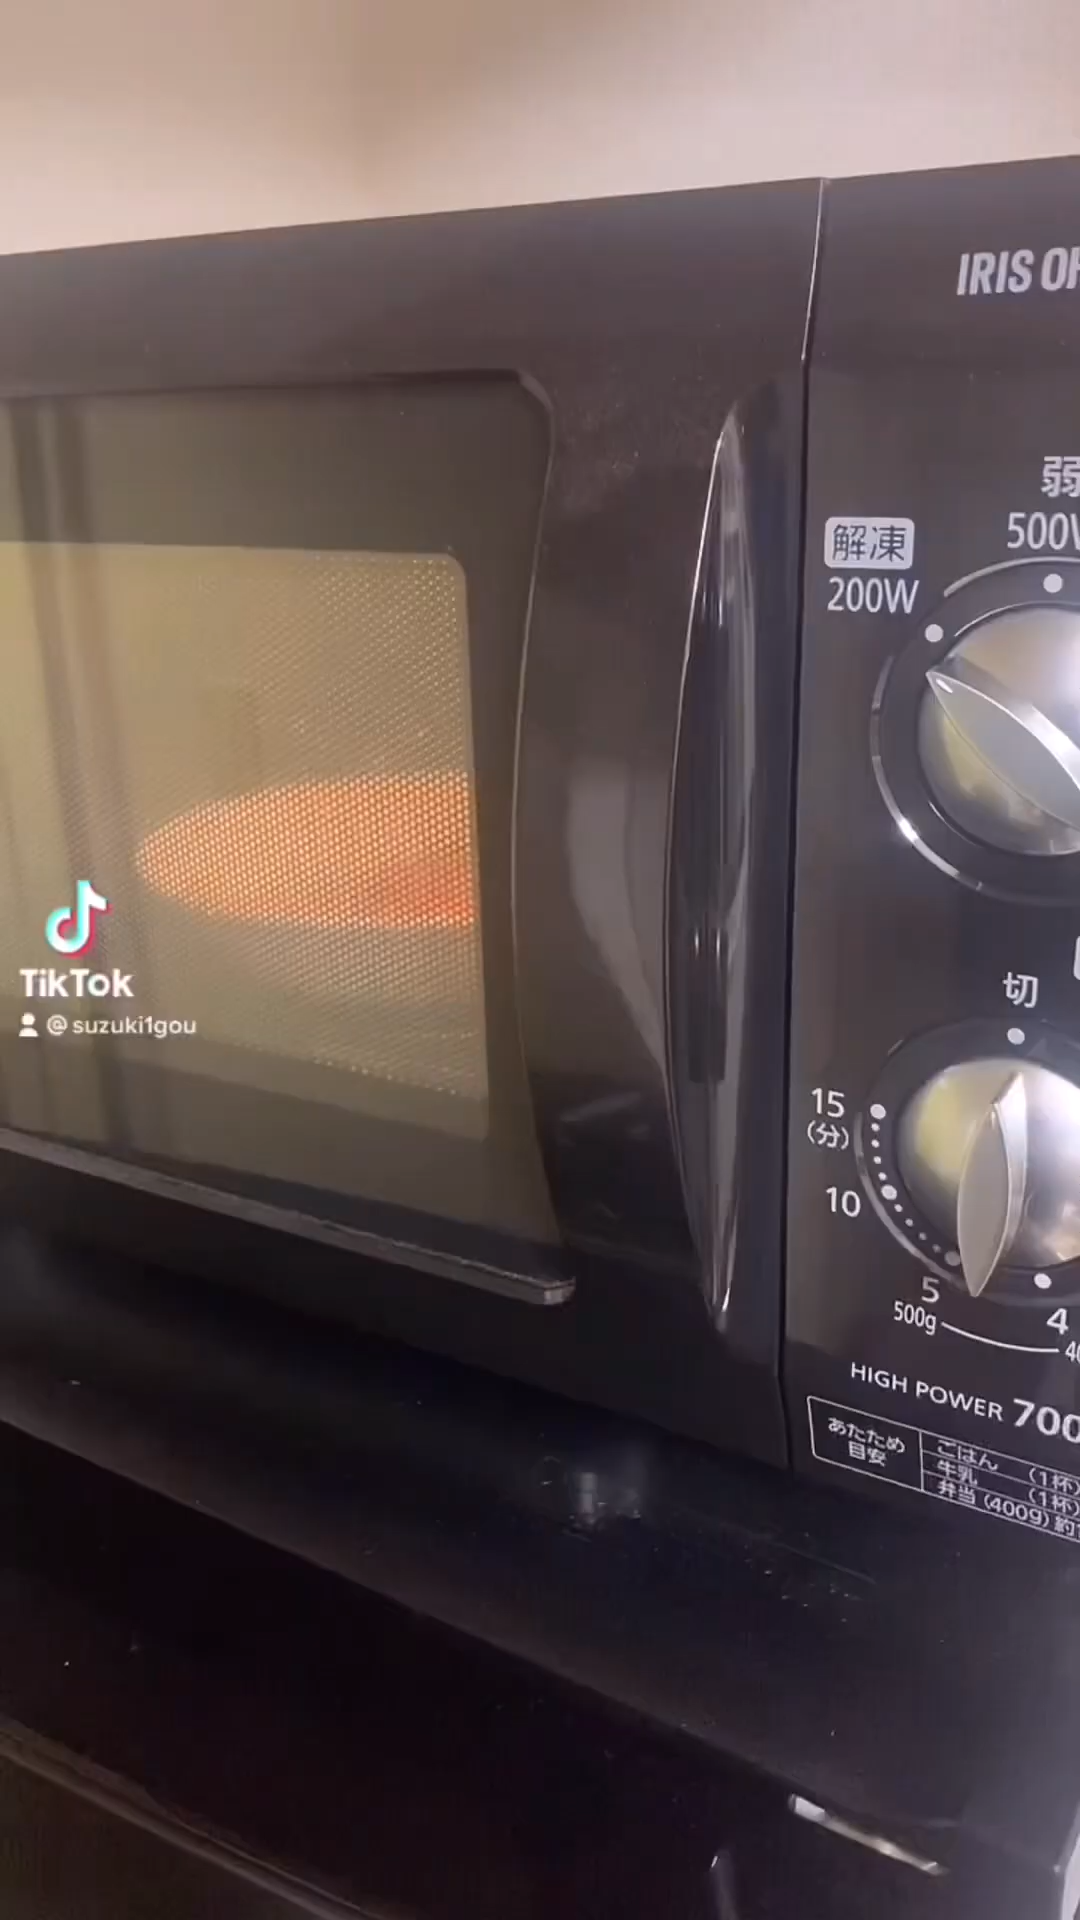 IRIS OH
弱
500W
解凍
200W
TikTok
@suzuki1gou
切
15
(分)
10
5
500g
4
HIGH POWER 700
あたため
目安
ごはん (1杯)
牛乳 (1杯)
弁当 (400g) 約